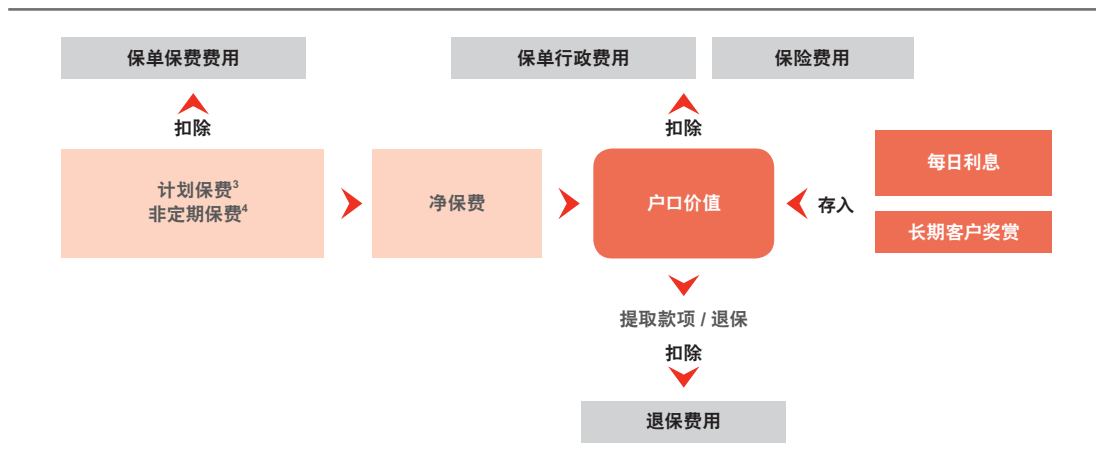 保单保费费用
保单行政费用
保险费用
扣除
扣除
计划保费³
非定期保费⁴
净保费
户口价值
存入
每日利息
长期客户奖赏
提取款项 / 退保
扣除
退保费用